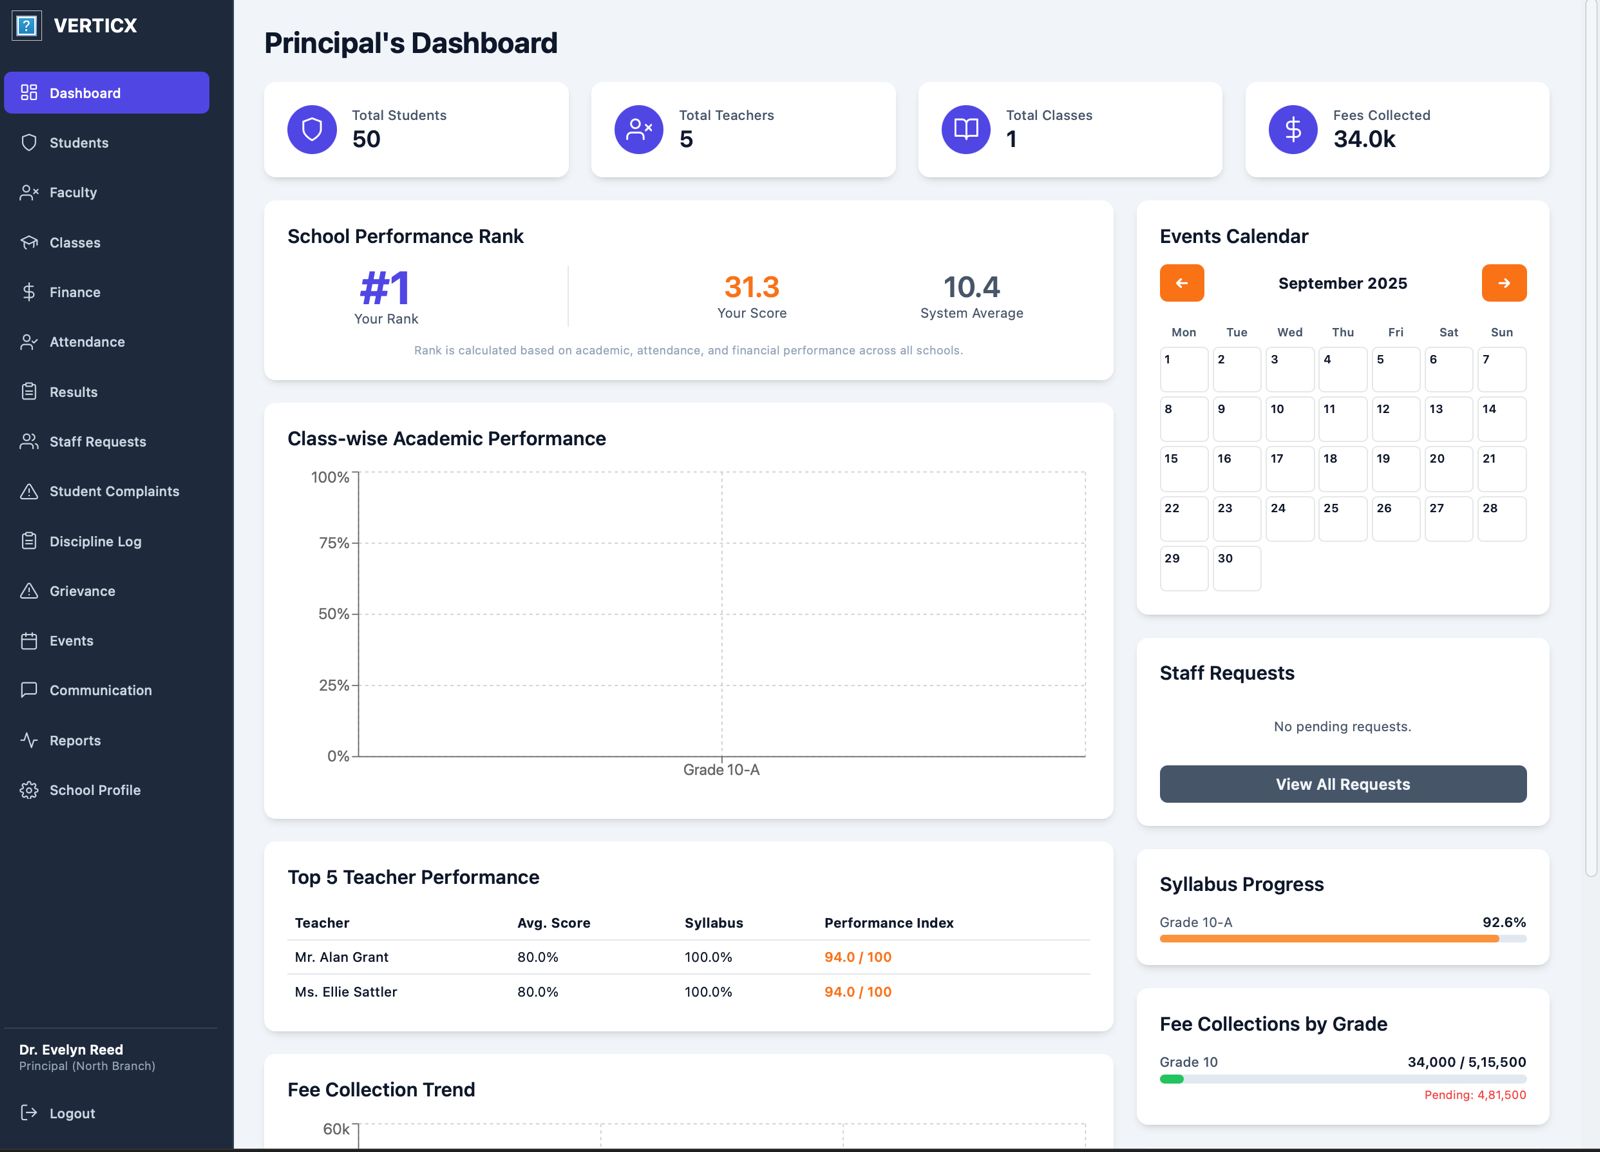 VERTICX
Dashboard
Students
Faculty
Classes
Finance
Attendance
Results
Staff Requests
Student Complaints
Discipline Log
Grievance
Events
Communication
Reports
School Profile
Dr. Evelyn Reed
Principal (North Branch)
Logout
Principal's Dashboard
Total Students
50
Total Teachers
5
Total Classes
1
Fees Collected
34.0k
School Performance Rank
#1
Your Rank
31.3
Your Score
10.4
System Average
Rank is calculated based on academic, attendance, and financial performance across all schools.
Class-wise Academic Performance
100%
75%
50%
25%
0%
Grade 10-A
Top 5 Teacher Performance
Teacher Avg. Score Syllabus Performance Index
Mr. Alan Grant 80.0% 100.0% 94.0 / 100
Ms. Ellie Sattler 80.0% 100.0% 94.0 / 100
Fee Collection Trend
60k
Events Calendar
September 2025
Mon Tue Wed Thu Fri Sat Sun
1 2 3 4 5 6 7
8 9 10 11 12 13 14
15 16 17 18 19 20 21
22 23 24 25 26 27 28
29 30
Staff Requests
No pending requests.
View All Requests
Syllabus Progress
Grade 10-A 92.6%
Fee Collections by Grade
Grade 10 34,000 / 5,15,500
Pending: 4,81,500